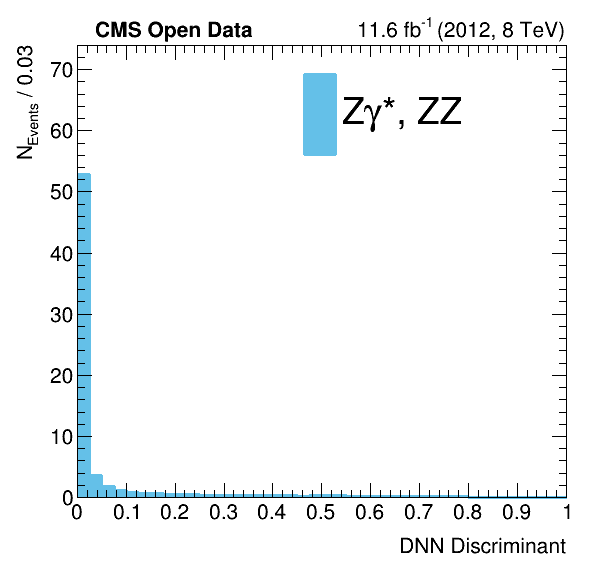 CMS Open Data
11.6 fb⁻¹ (2012, 8 TeV)
N_Events / 0.03
70
60
50
40
30
20
10
0
Zγ*, ZZ
0 0.1 0.2 0.3 0.4 0.5 0.6 0.7 0.8 0.9 1
DNN Discriminant